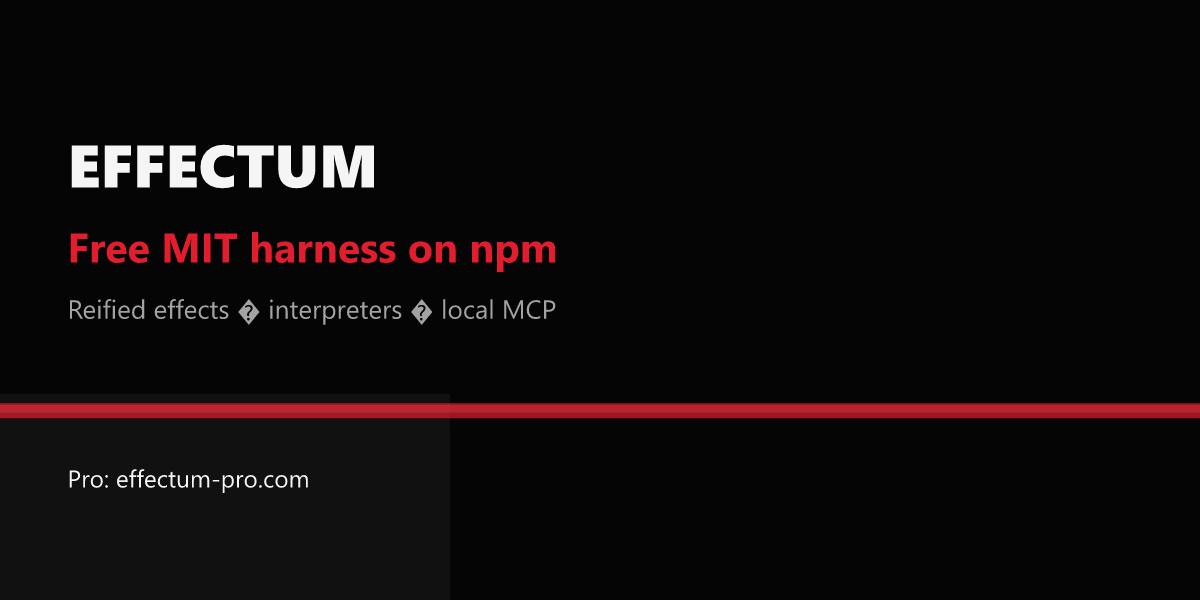 EFFECTUM
Free MIT harness on npm
Reified effects � interpreters � local MCP
Pro: effectum-pro.com